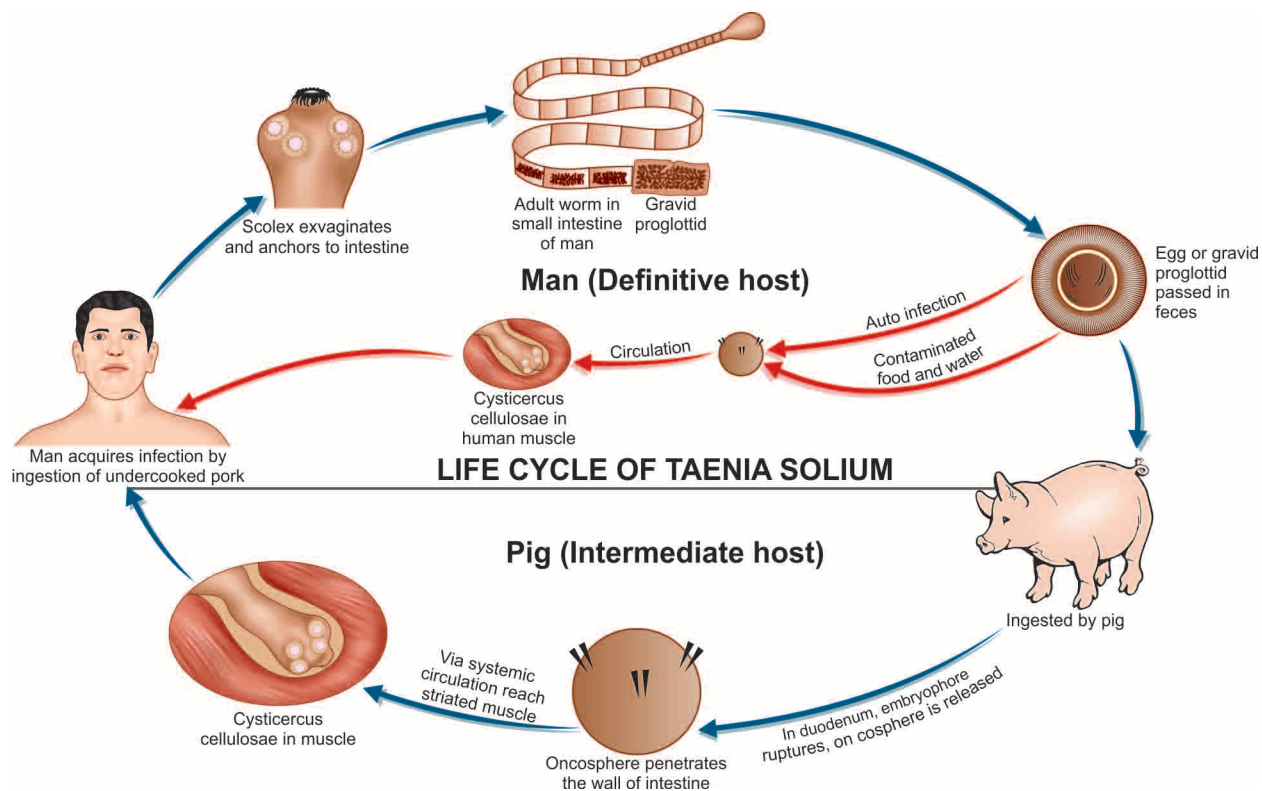 Adult worm in
small intestine
of man
Gravid
proglottid
Scolex exvaginates
and anchors to intestine
Egg or gravid
proglottid
passed in
feces
Man (Definitive host)
Auto infection
Contaminated
food and water
Circulation
Cysticercus
cellulosae in
human muscle
Man acquires infection by
ingestion of undercooked pork
LIFE CYCLE OF TAENIA SOLIUM
Pig (Intermediate host)
Ingested by pig
In duodenum, embryophore
ruptures, on cosphere is released
Via systemic
circulation reach
striated muscle
Cysticercus
cellulosae in muscle
Oncosphere penetrates
the wall of intestine